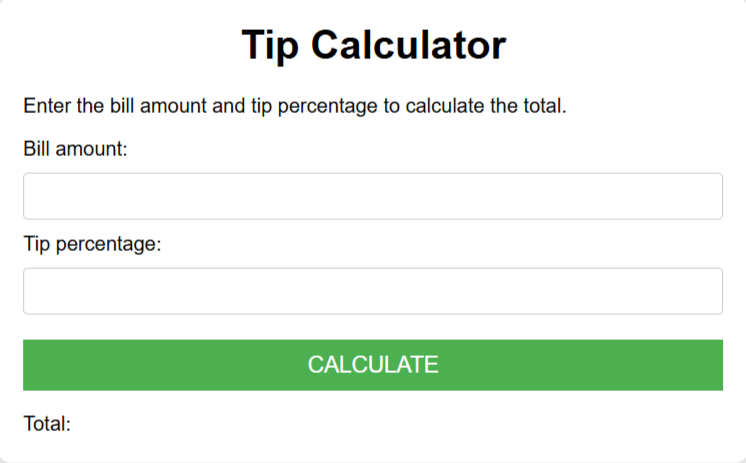 Tip Calculator
Enter the bill amount and tip percentage to calculate the total.
Bill amount:
Tip percentage:
CALCULATE
Total: